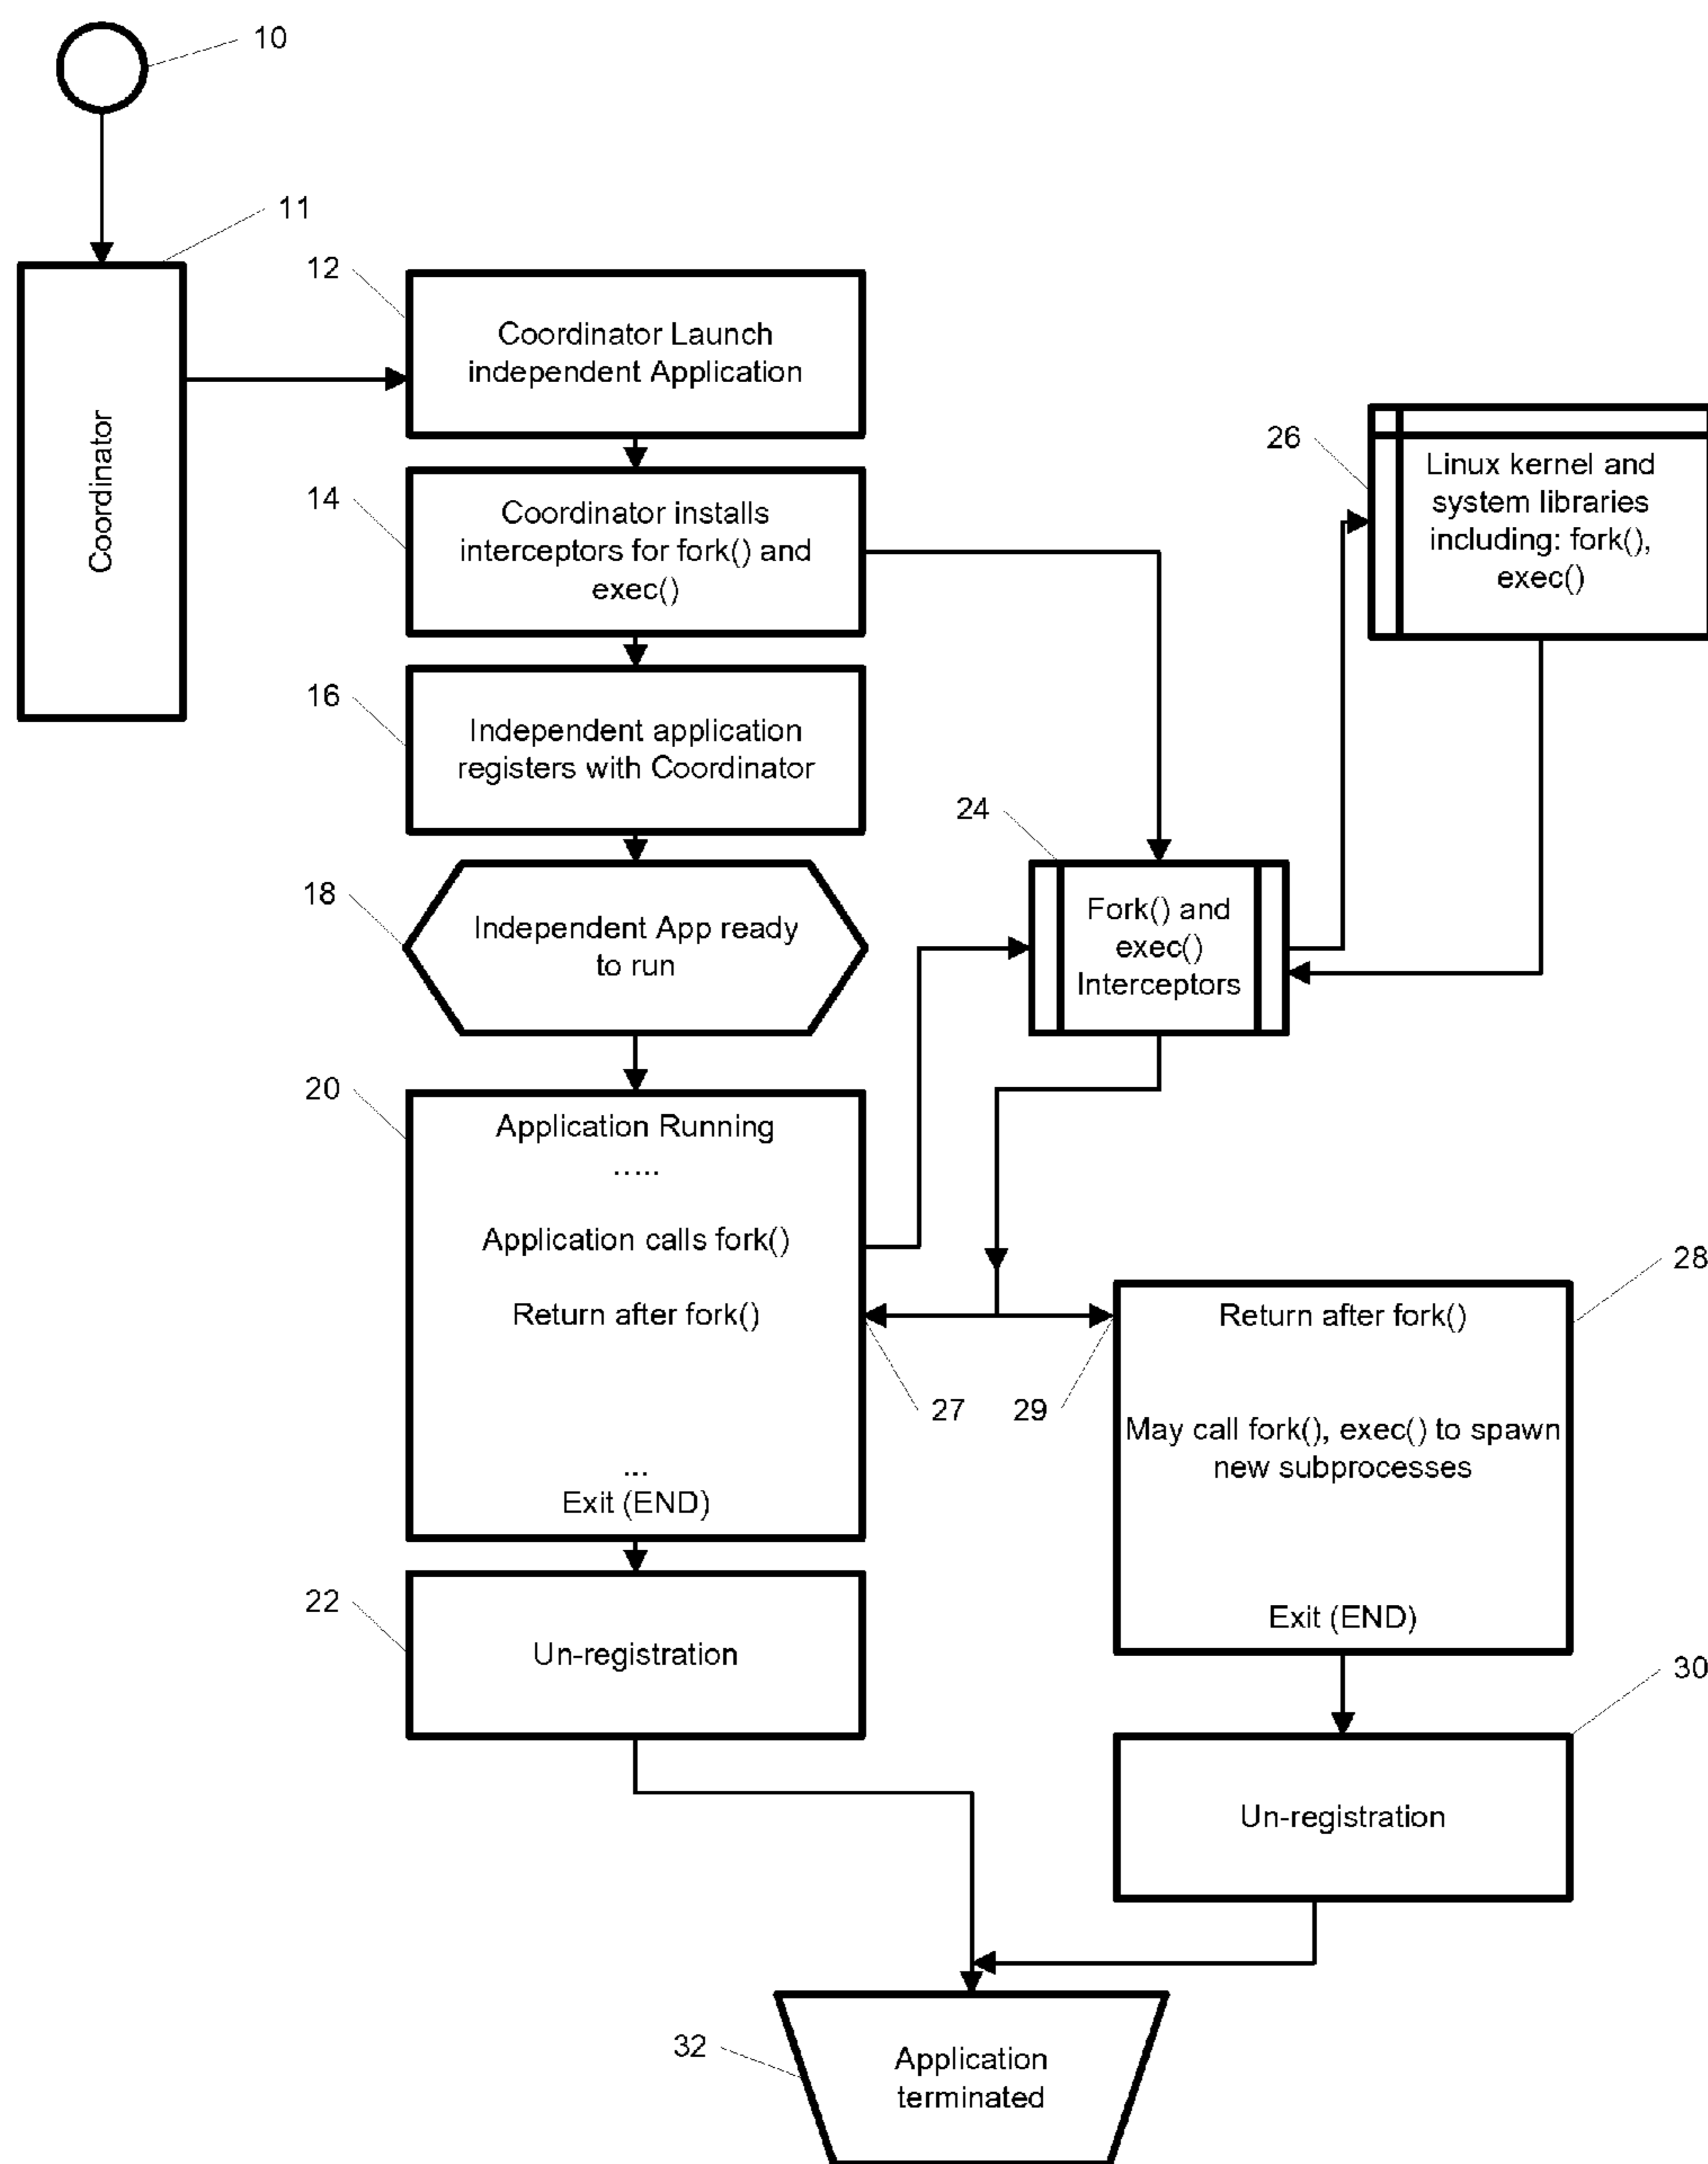 10
11
Coordinator
12
Coordinator Launch
independent Application
14
Coordinator installs
interceptors for fork() and
exec()
16
Independent application
registers with Coordinator
18
Independent App ready
to run
20
Application Running
.....
Application calls fork()
Return after fork()
...
Exit (END)
22
Un-registration
24
Fork() and
exec()
Interceptors
26
Linux kernel and
system libraries
including: fork(),
exec()
27
29
28
Return after fork()
May call fork(), exec() to spawn
new subprocesses
Exit (END)
30
Un-registration
32
Application
terminated